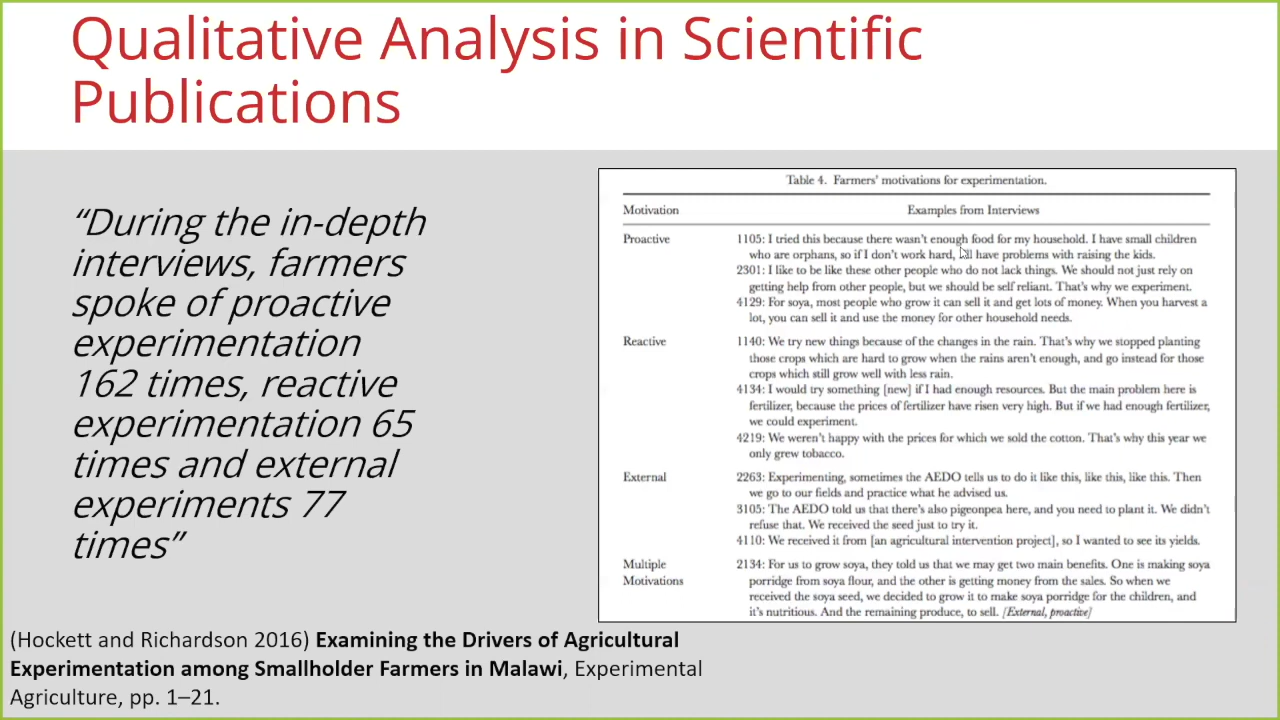 Qualitative Analysis in Scientific
Publications
“During the in-depth
interviews, farmers
spoke of proactive
experimentation
162 times, reactive
experimentation 65
times and external
experiments 77
times”
Table 4. Farmers’ motivations for experimentation.
Motivation Examples from Interviews
Proactive 1105: I tried this because there wasn’t enough food for my household. I have small children
who are orphans, so if I don’t work hard, I’ll have problems with raising the kids.
2301: I like to be like these other people who do not lack things. We should not just rely on
getting help from other people, but we should be self reliant. That’s why we experiment.
4129: For soya, most people who grow it can sell it and get lots of money. When you harvest a
lot, you can sell it and use the money for other household needs.
Reactive 1140: We try new things because of the changes in the rain. That’s why we stopped planting
those crops which are hard to grow when the rains aren’t enough, and go instead for those
crops which still grow well with less rain.
4134: I would try something [new] if I had enough resources. But the main problem here is
fertilizer, because the prices of fertilizer have risen very high. But if we had enough fertilizer,
we could experiment.
4219: We weren’t happy with the prices for which we sold the cotton. That’s why this year we
only grew tobacco.
External 2263: Experimenting, sometimes the AEDO tells us to do it like this, like this, like this. Then
we go to our fields and practice what he advised us.
3105: The AEDO told us that there’s also pigeonpea here, and you need to plant it. We didn’t
refuse that. We received the seed just to try it.
4110: We received it from [an agricultural intervention project], so I wanted to see its yields.
Multiple 2134: For us to grow soya, they told us that we may get two main benefits. One is making soya
Motivations porridge from soya flour, and the other is getting money from the sales. So when we
received the soya seed, we decided to grow it to make soya porridge for the children, and
it’s nutritious. And the remaining produce, to sell. [External, proactive]
(Hockett and Richardson 2016) Examining the Drivers of Agricultural
Experimentation among Smallholder Farmers in Malawi, Experimental
Agriculture, pp. 1–21.